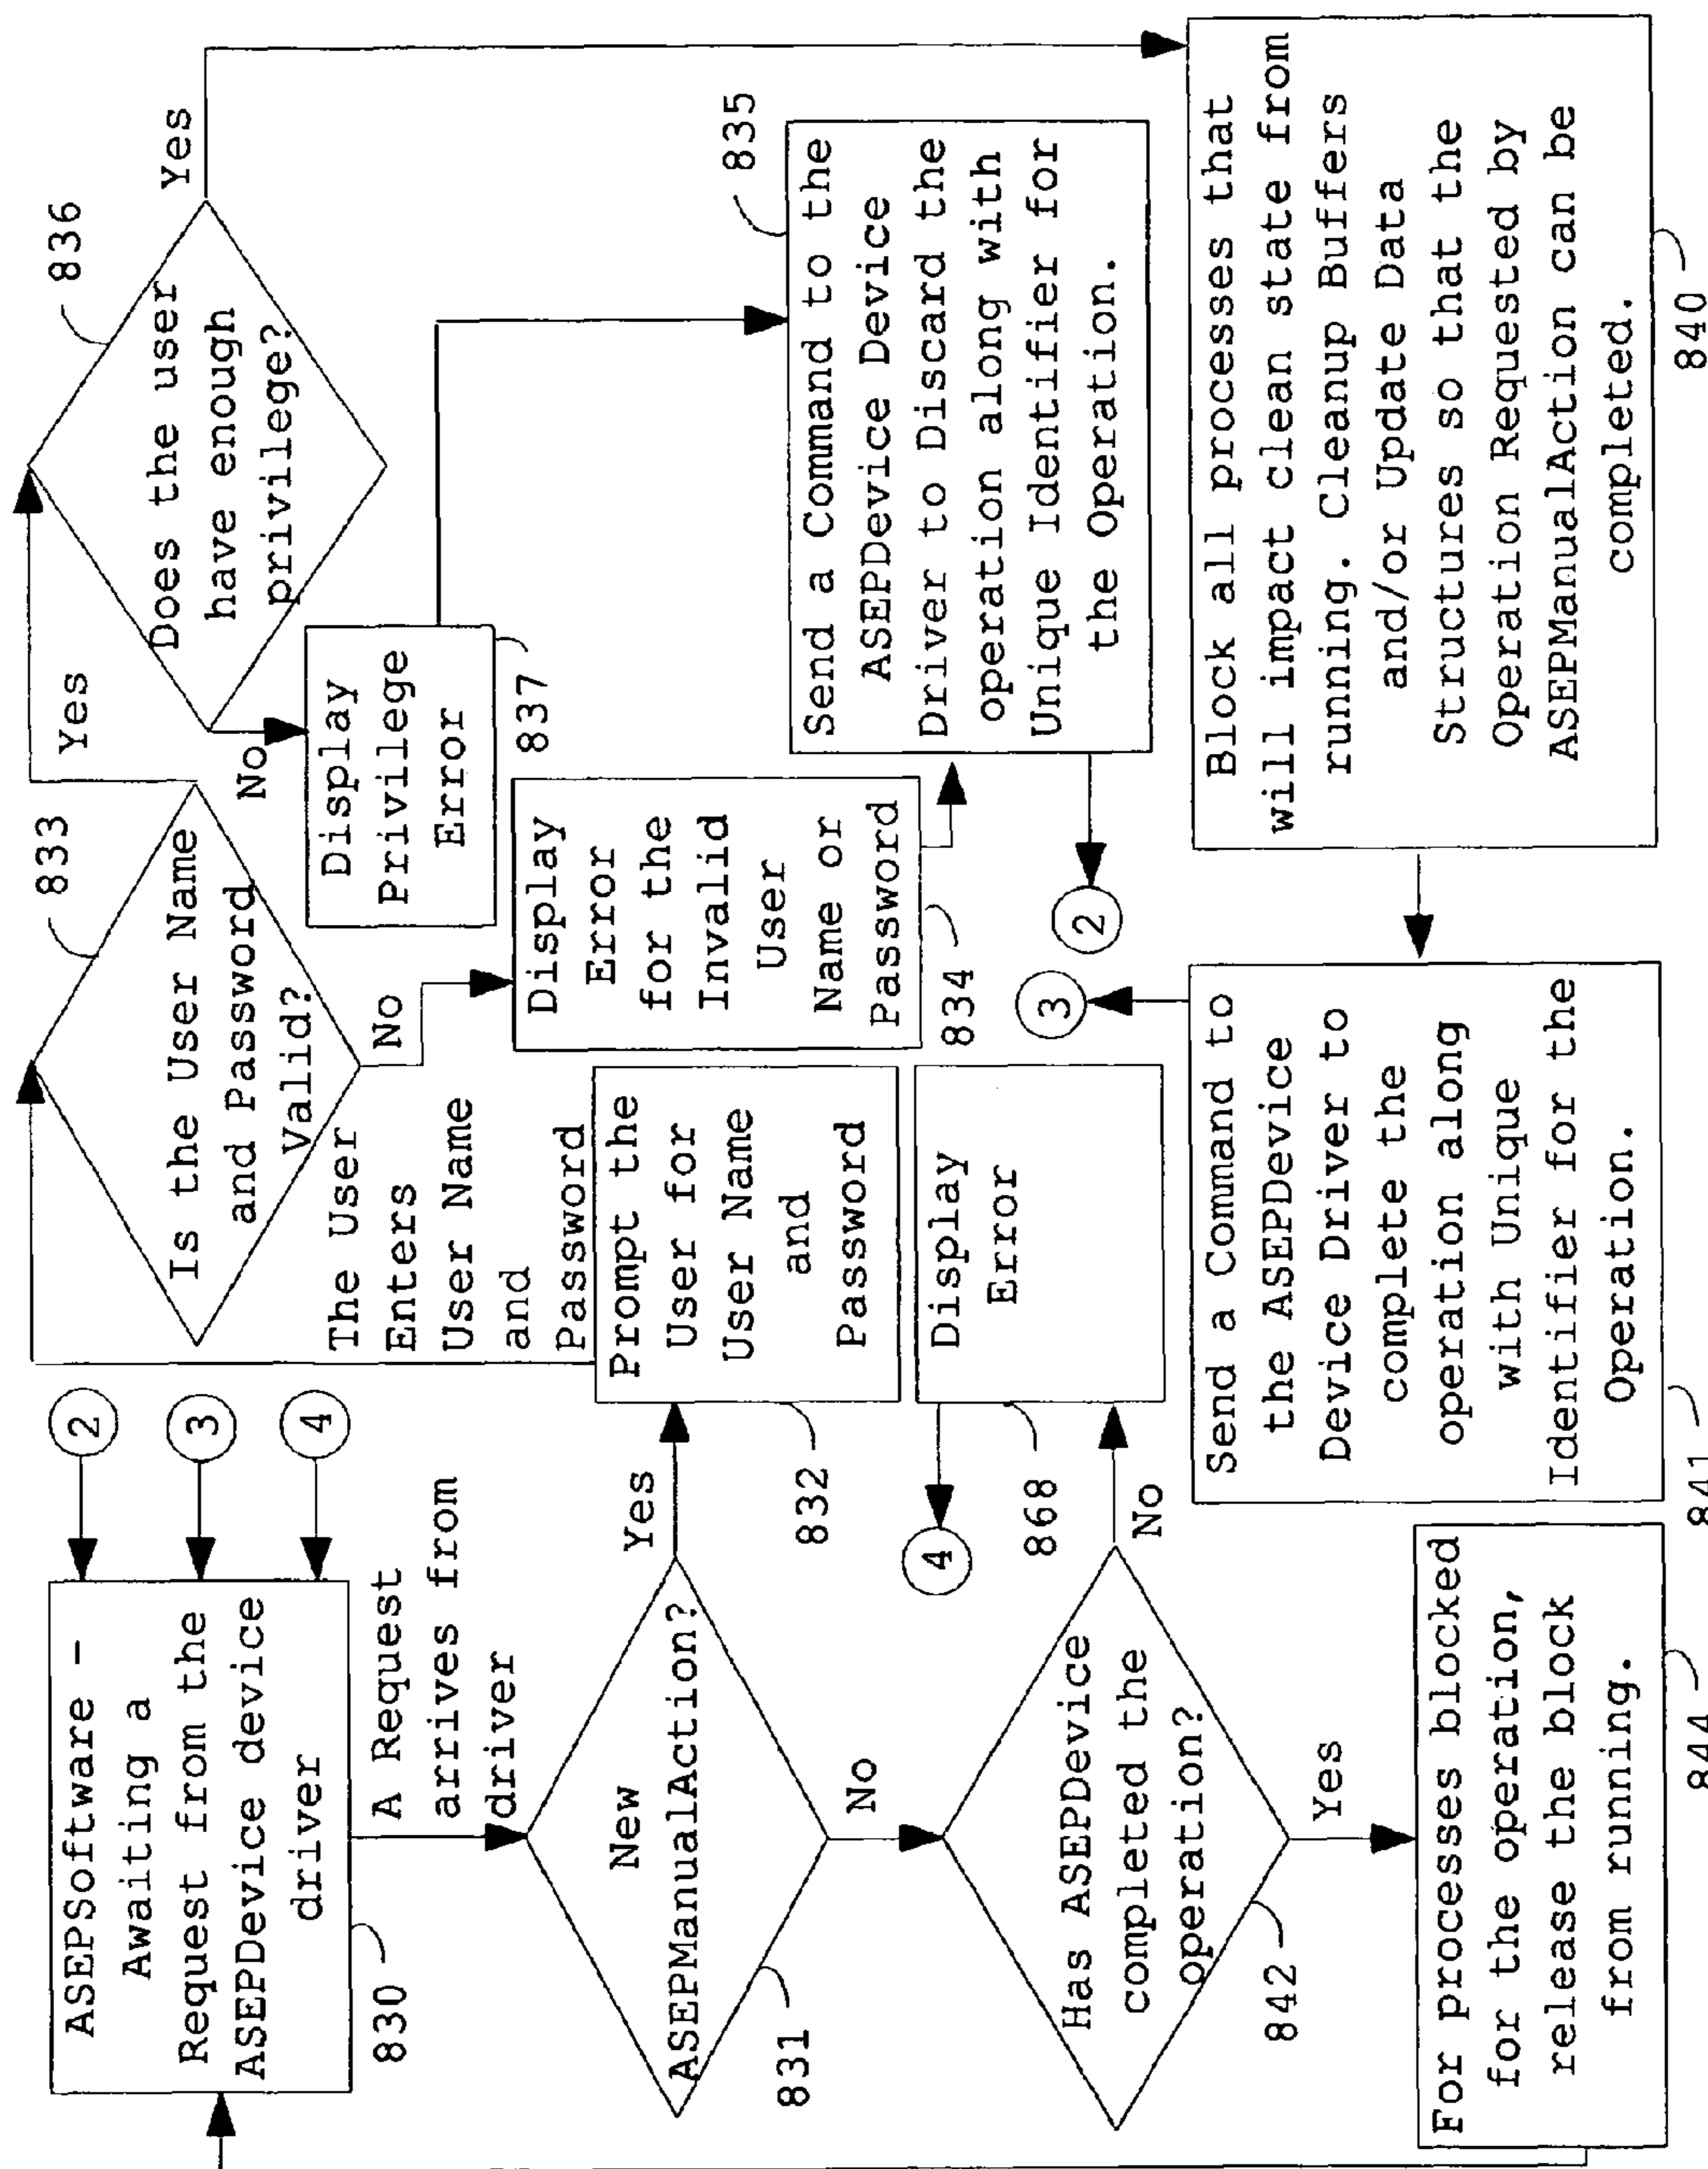 ASEPSoftware –
Awaiting a
Request from the
ASEPDevice device
driver
830
2
3
4
A Request
arrives from
driver
New
ASEPManualAction?
831
Yes
No
Prompt the
User for
User Name
and
Password
832
The User
Enters
User Name
and
Password
Is the User Name
and Password
Valid?
833
Yes
No
Does the user
have enough
privilege?
836
Yes
No
Display
Privilege
Error
837
Display
Error
for the
Invalid
User
Name or
Password
834
Send a Command to the
ASEPDevice Device
Driver to Discard the
operation along with
Unique Identifier for
the Operation.
835
2
Block all processes that
will impact clean state from
running. Cleanup Buffers
and/or Update Data
Structures so that the
Operation Requested by
ASEPManualAction can be
completed.
840
Send a Command to
the ASEPDevice
Device Driver to
complete the
operation along
with Unique
Identifier for the
Operation.
841
3
Has ASEPDevice
completed the
operation?
842
No
Display
Error
868
4
Yes
For processes blocked
for the operation,
release the block
from running.
844